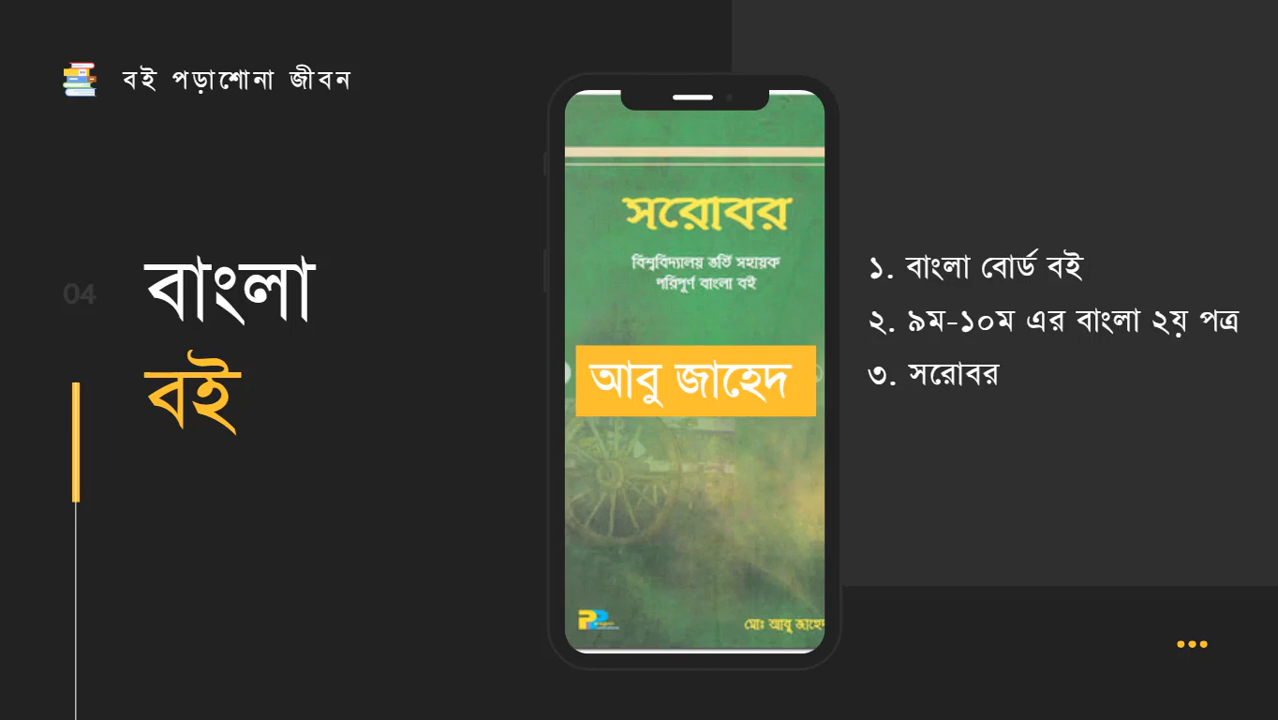 বই পড়াশোনা জীবন
04
বাংলা
বই
সরোবর
বিশ্ববিদ্যালয় ভর্তি সহায়ক
পরিপূর্ণ বাংলা বই
আবু জাহেদ
মোঃ আবু জাহেদ
১. বাংলা বোর্ড বই
২. ৯ম-১০ম এর বাংলা ২য় পত্র
৩. সরোবর